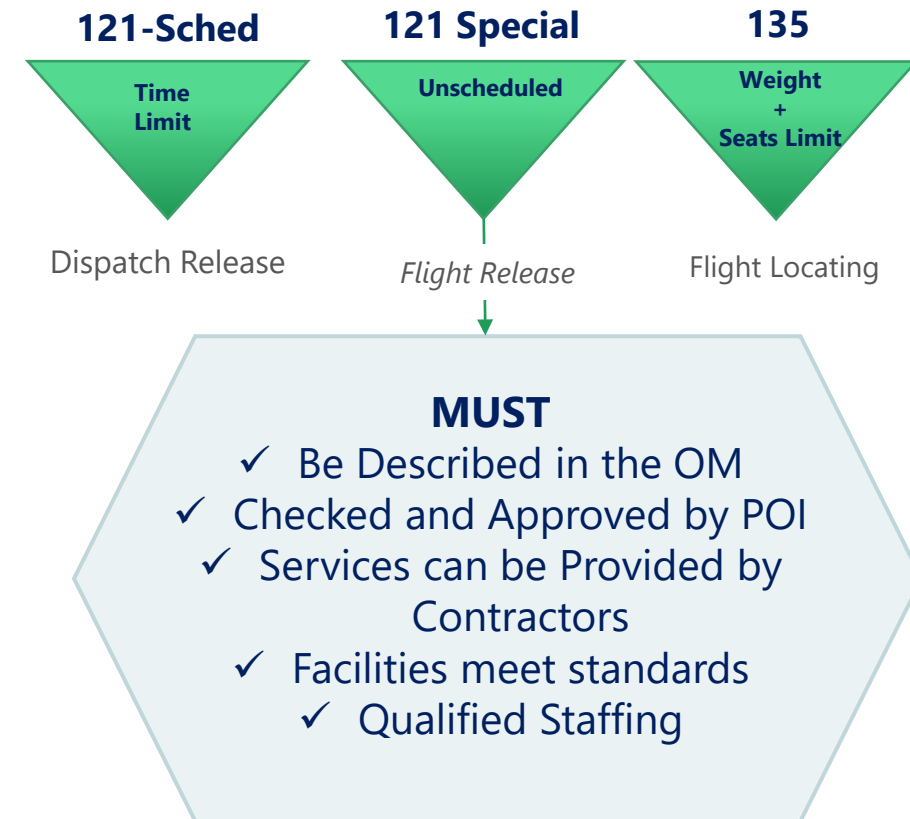 121-Sched
121 Special
135
Time
Limit
Unscheduled
Weight
+
Seats Limit
Dispatch Release
Flight Release
Flight Locating
MUST
✓ Be Described in the OM
✓ Checked and Approved by POI
✓ Services can be Provided by
Contractors
✓ Facilities meet standards
✓ Qualified Staffing